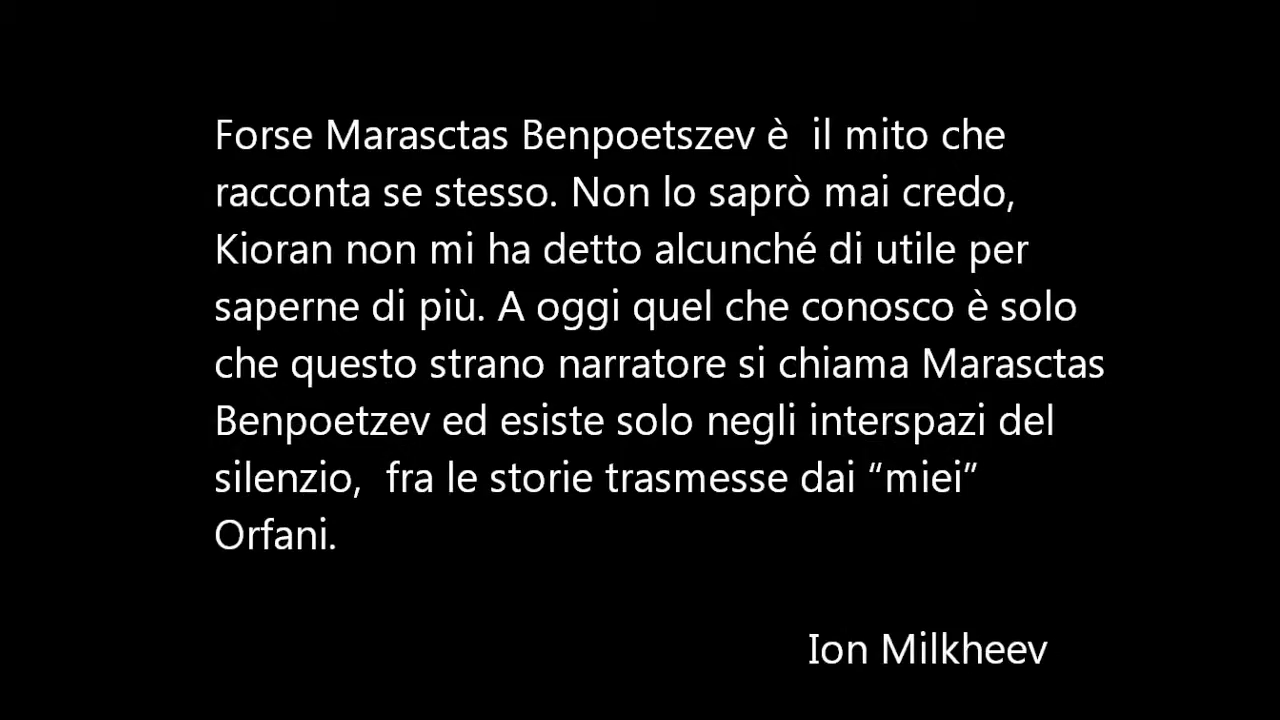 Forse Marasctas Benpoetszev è  il mito che
racconta se stesso. Non lo saprò mai credo,
Kioran non mi ha detto alcunché di utile per
saperne di più. A oggi quel che conosco è solo
che questo strano narratore si chiama Marasctas
Benpoetzev ed esiste solo negli interspazi del
silenzio,  fra le storie trasmesse dai “miei”
Orfani.
Ion Milkheev